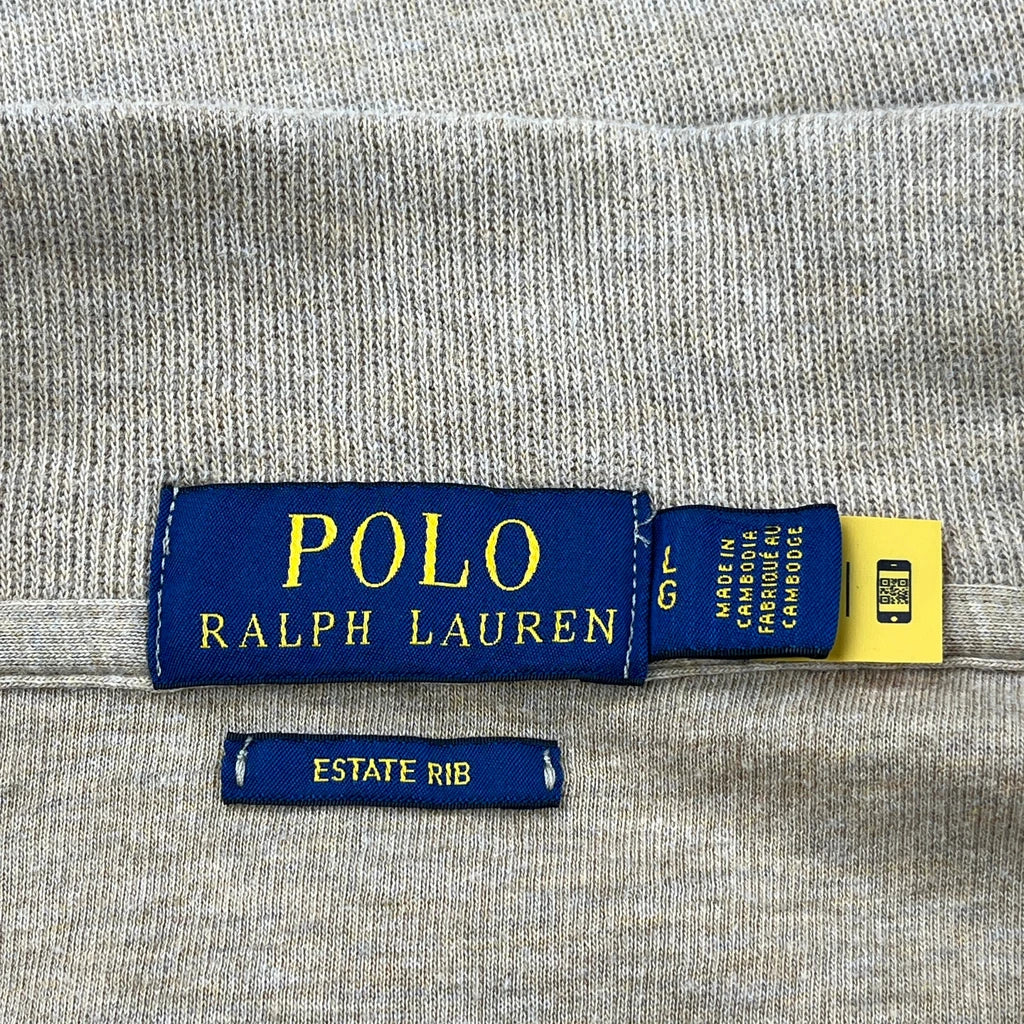 POLO
RALPH LAUREN
L
G
MADE IN
CAMBODIA
FABRIQUÉ AU
CAMBODGE
ESTATE RIB